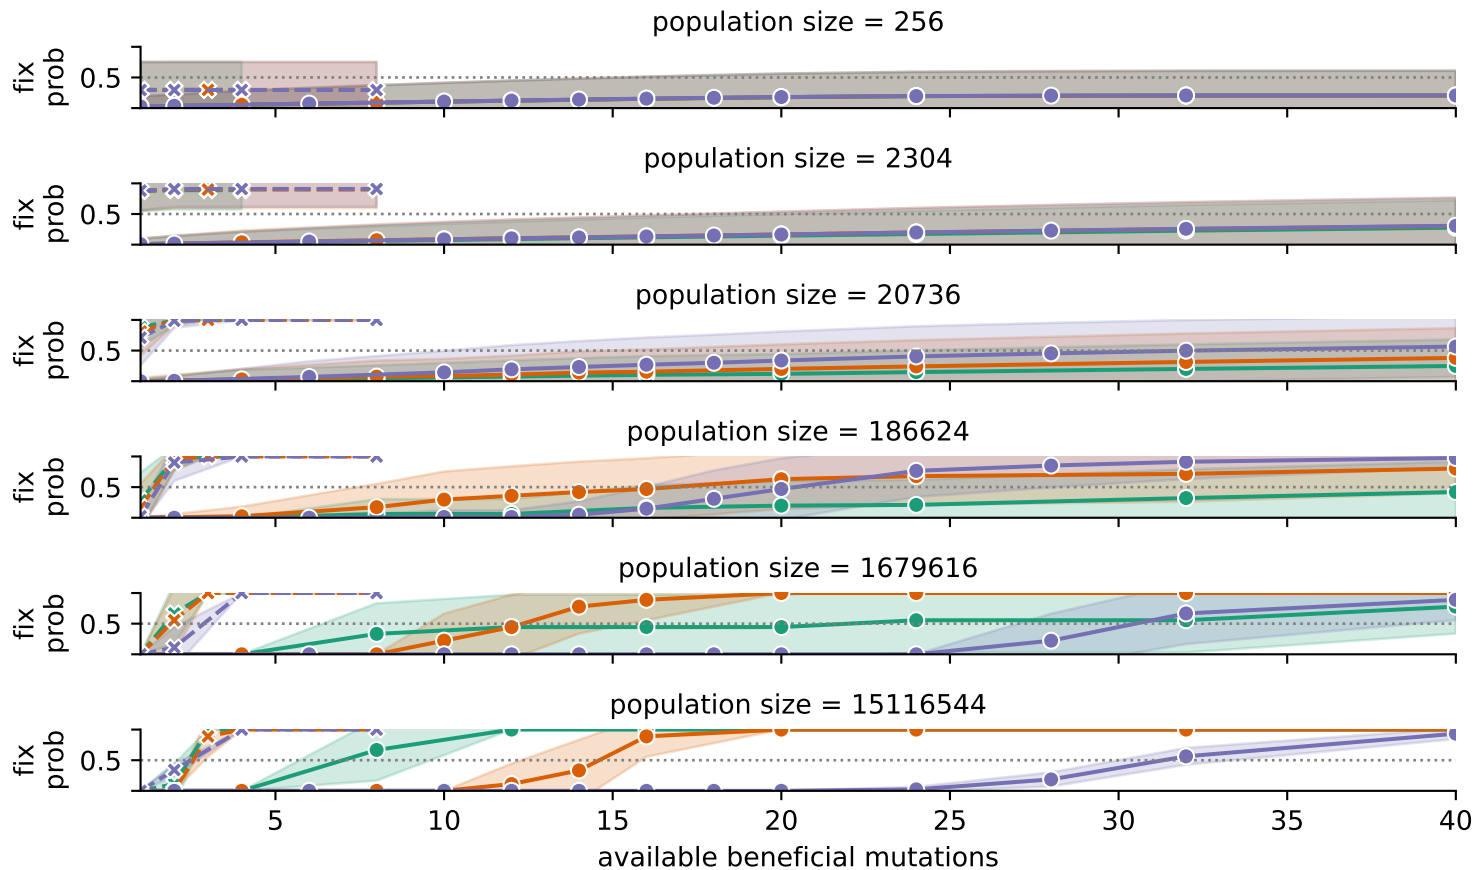 population size = 256
fix
prob
0.5
population size = 2304
fix
prob
0.5
population size = 20736
fix
prob
0.5
population size = 186624
fix
prob
0.5
population size = 1679616
fix
prob
0.5
population size = 15116544
fix
prob
0.5
5 10 15 20 25 30 35 40
available beneficial mutations